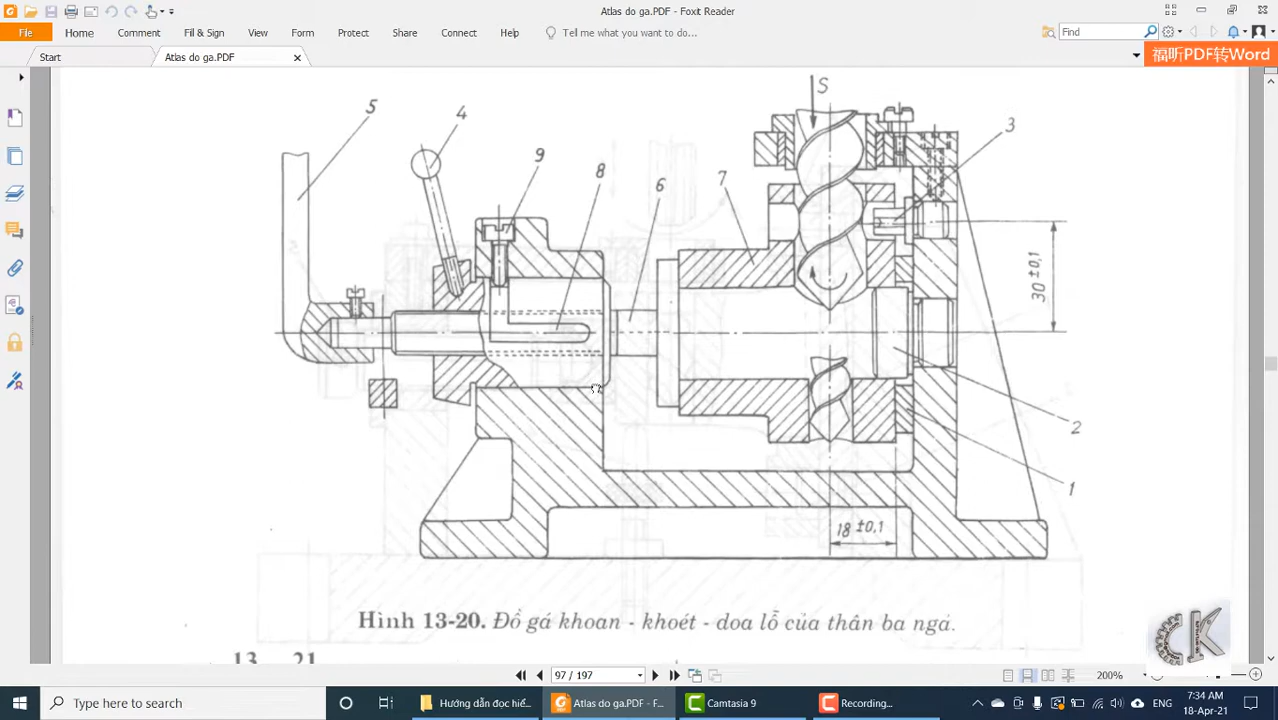 Atlas do ga.PDF - Foxit Reader
File Home Comment Fill & Sign View Form Protect Share Connect Help Tell me what you want to do... Find
Start Atlas do ga.PDF
福昕PDF转Word
S
5 4 9 8 6 7 3
30 ±0,1
2
1
18 ±0,1
Hình 13-20. Đồ gá khoan - khoét - doa lỗ của thân ba ngả.
13 21
CK
97 / 197 200%
Type here to search Hướng dẫn đọc hiể... Atlas do ga.PDF - F... Camtasia 9 Recording... ENG 7:34 AM
18-Apr-21